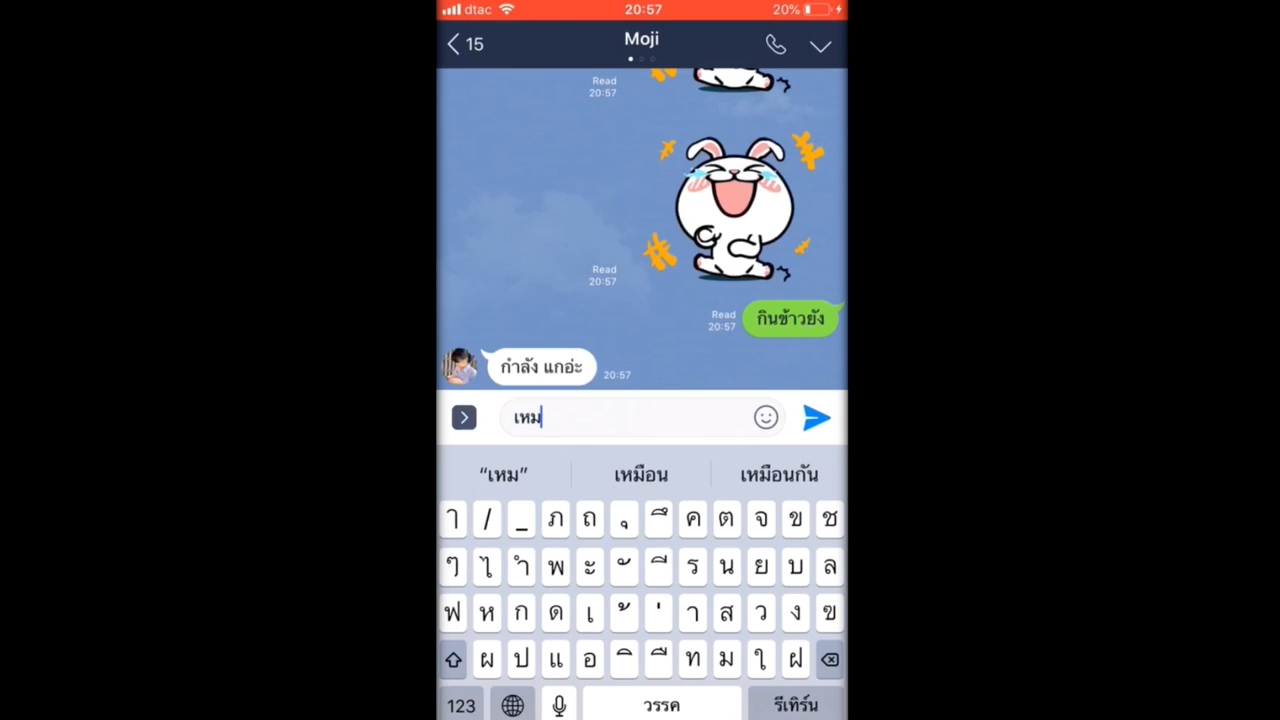 dtac 20:57 20%
15 Moji
Read
20:57
Read
20:57
Read
20:57
กินข้าวยัง
กำลัง แกอ่ะ
20:57
เหม
“เหม” เหมือน เหมือนกัน
ๅ / _ ภ ถ ุ ึ ค ต จ ข ช
ๆ ไ ำ พ ะ ั ี ร น ย บ ล
ฟ ห ก ด เ ้ ่ า ส ว ง ฃ
ผ ป แ อ ิ ื ท ม ใ ฝ
123 วรรค รีเทิร์น